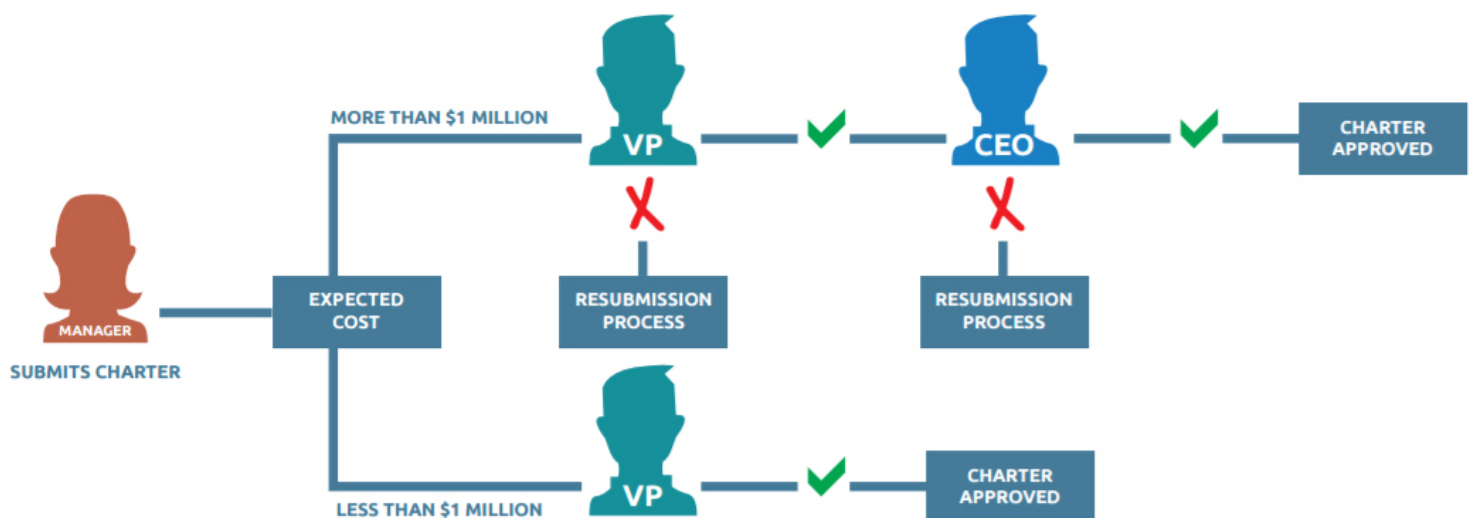 MORE THAN $1 MILLION
VP
CEO
CHARTER
APPROVED
MANAGER
SUBMITS CHARTER
EXPECTED
COST
RESUBMISSION
PROCESS
RESUBMISSION
PROCESS
LESS THAN $1 MILLION
VP
CHARTER
APPROVED